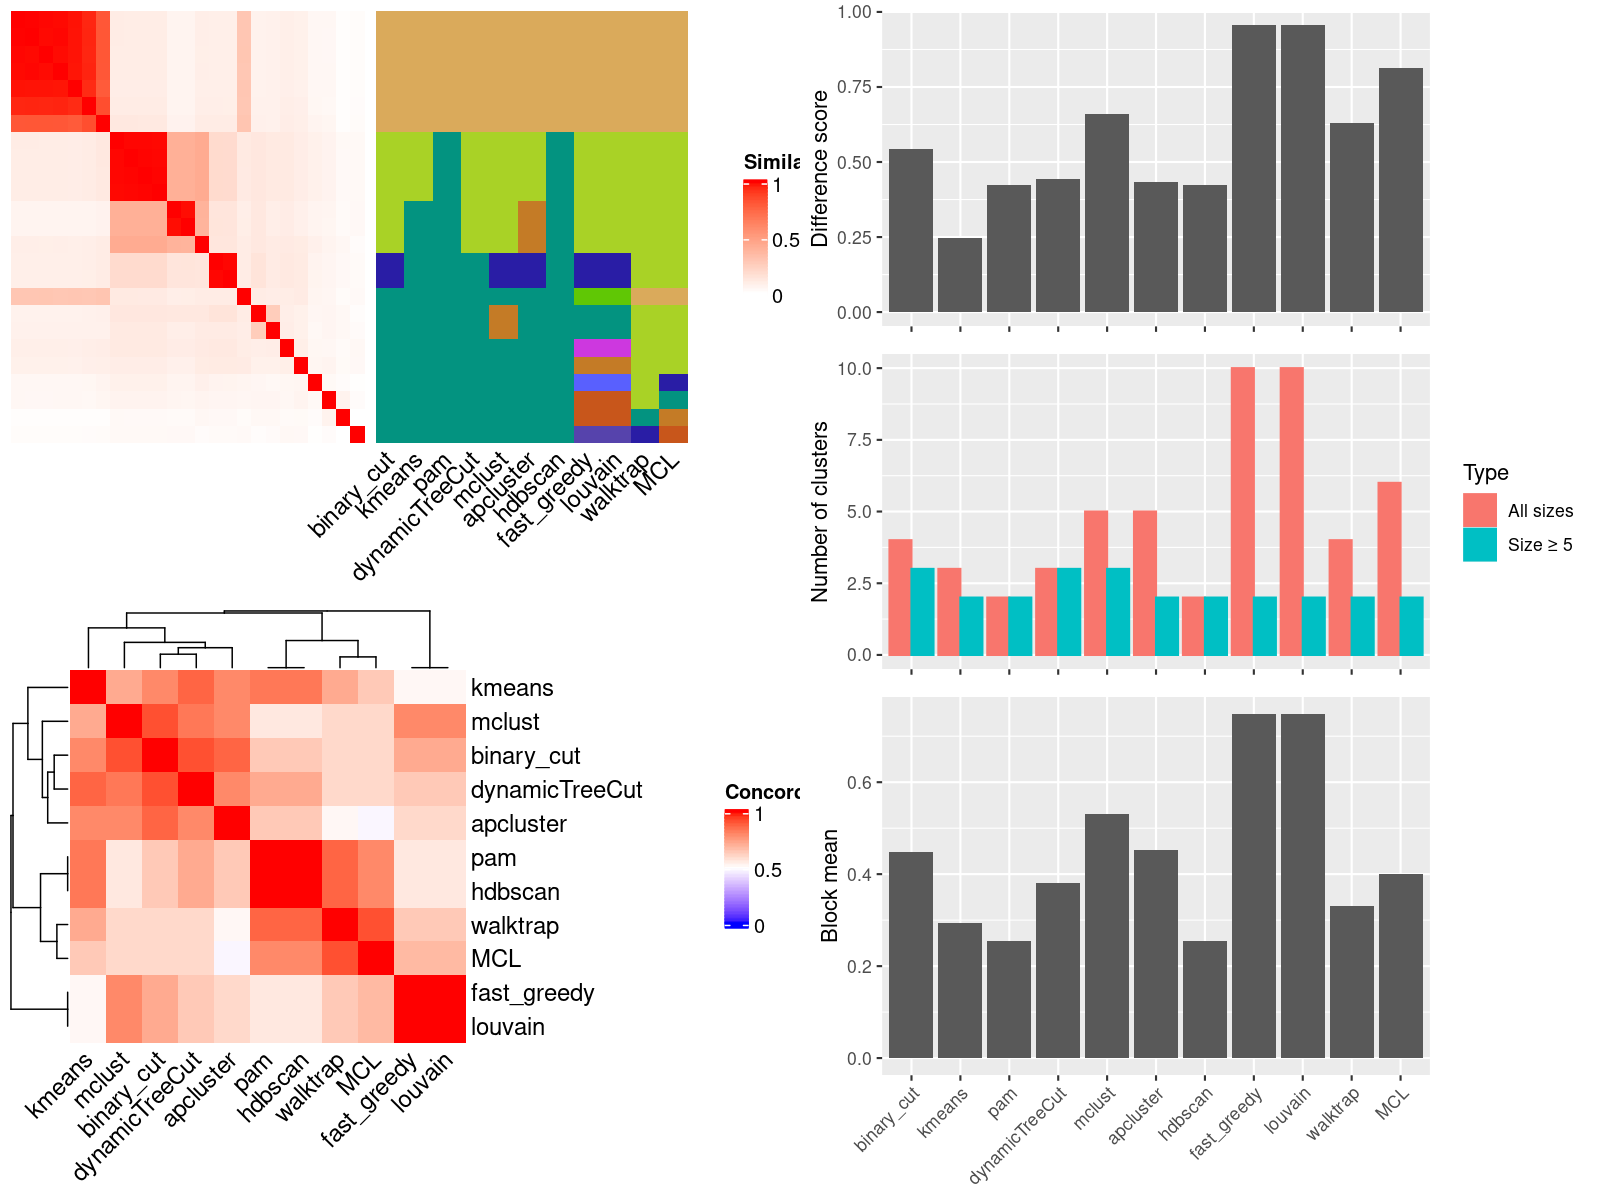 Simila
1
0.5
0
binary_cut
kmeans
pam
dynamicTreeCut
mclust
apcluster
hdbscan
fast_greedy
louvain
walktrap
MCL
kmeans
mclust
binary_cut
dynamicTreeCut
apcluster
pam
hdbscan
walktrap
MCL
fast_greedy
louvain
Concord
1
0.5
0
kmeans
mclust
binary_cut
dynamicTreeCut
apcluster
pam
hdbscan
walktrap
MCL
fast_greedy
louvain
Difference score
1.00
0.75
0.50
0.25
0.00
Number of clusters
10.0
7.5
5.0
2.5
0.0
Type
All sizes
Size ≥ 5
Block mean
0.6
0.4
0.2
0.0
binary_cut
kmeans
pam
dynamicTreeCut
mclust
apcluster
hdbscan
fast_greedy
louvain
walktrap
MCL